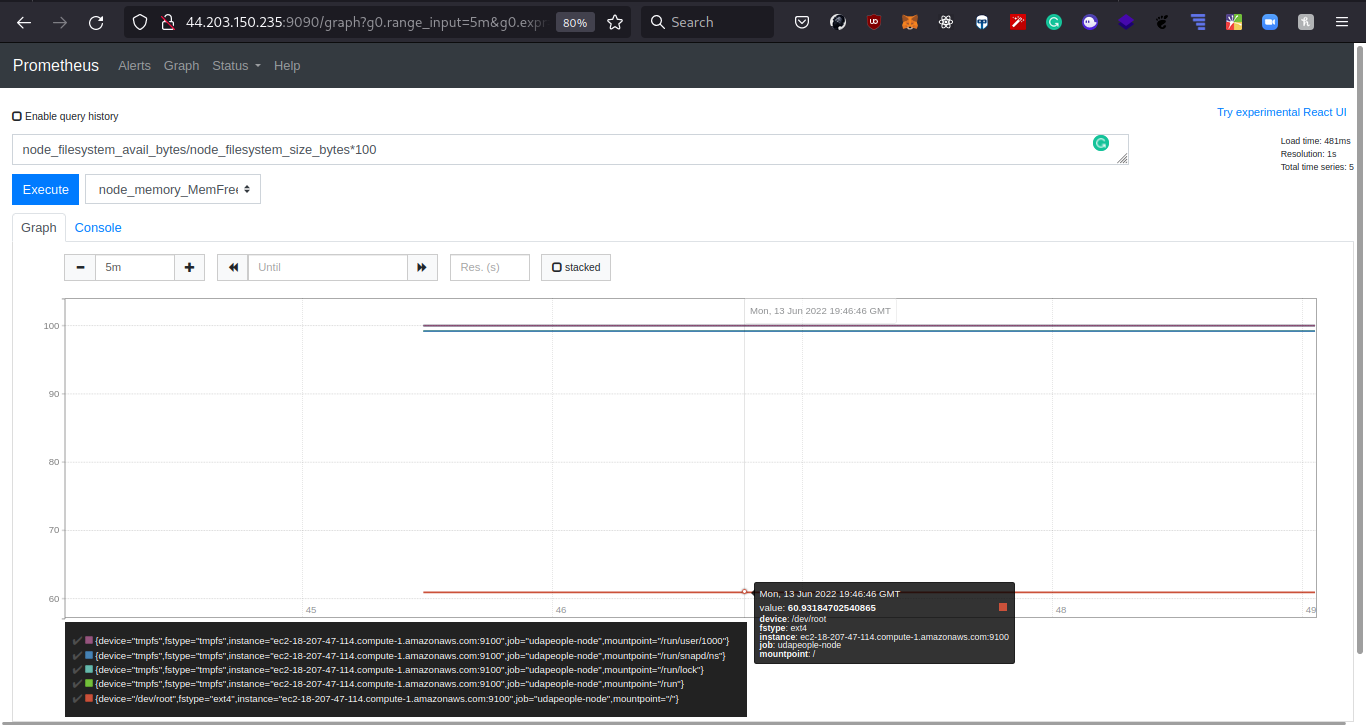 44.203.150.235:9090/graph?g0.range_input=5m&g0.expr 80% Search
Prometheus Alerts Graph Status Help
Enable query history
Try experimental React UI
node_filesystem_avail_bytes/node_filesystem_size_bytes*100
Load time: 481ms
Resolution: 1s
Total time series: 5
Execute node_memory_MemFree
Graph Console
5m Until Res. (s) stacked
Mon, 13 Jun 2022 19:46:46 GMT
100
90
80
70
60
45 46 48 49
Mon, 13 Jun 2022 19:46:46 GMT
value: 60.93184702540865
device: /dev/root
fstype: ext4
instance: ec2-18-207-47-114.compute-1.amazonaws.com:9100
job: udapeople-node
mountpoint: /
{device="tmpfs",fstype="tmpfs",instance="ec2-18-207-47-114.compute-1.amazonaws.com:9100",job="udapeople-node",mountpoint="/run/user/1000"}
{device="tmpfs",fstype="tmpfs",instance="ec2-18-207-47-114.compute-1.amazonaws.com:9100",job="udapeople-node",mountpoint="/run/snapd/ns"}
{device="tmpfs",fstype="tmpfs",instance="ec2-18-207-47-114.compute-1.amazonaws.com:9100",job="udapeople-node",mountpoint="/run/lock"}
{device="tmpfs",fstype="tmpfs",instance="ec2-18-207-47-114.compute-1.amazonaws.com:9100",job="udapeople-node",mountpoint="/run"}
{device="/dev/root",fstype="ext4",instance="ec2-18-207-47-114.compute-1.amazonaws.com:9100",job="udapeople-node",mountpoint="/"}